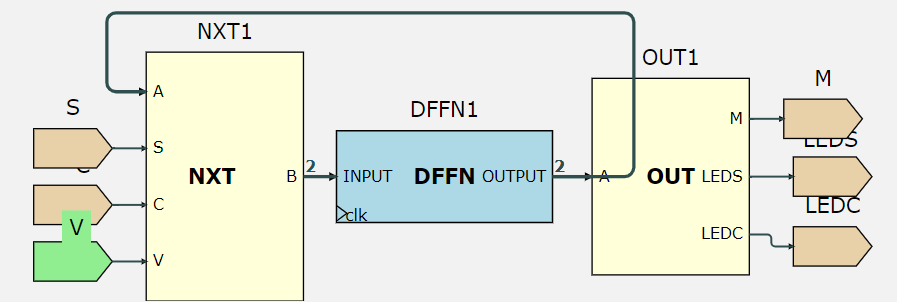 NXT1
OUT1
M
S
DFFN1
A
M
LEDS
S
NXT
B
2
INPUT
DFFN
OUTPUT
2
A
OUT
LEDS
C
C
LEDC
clk
V
LEDC
V